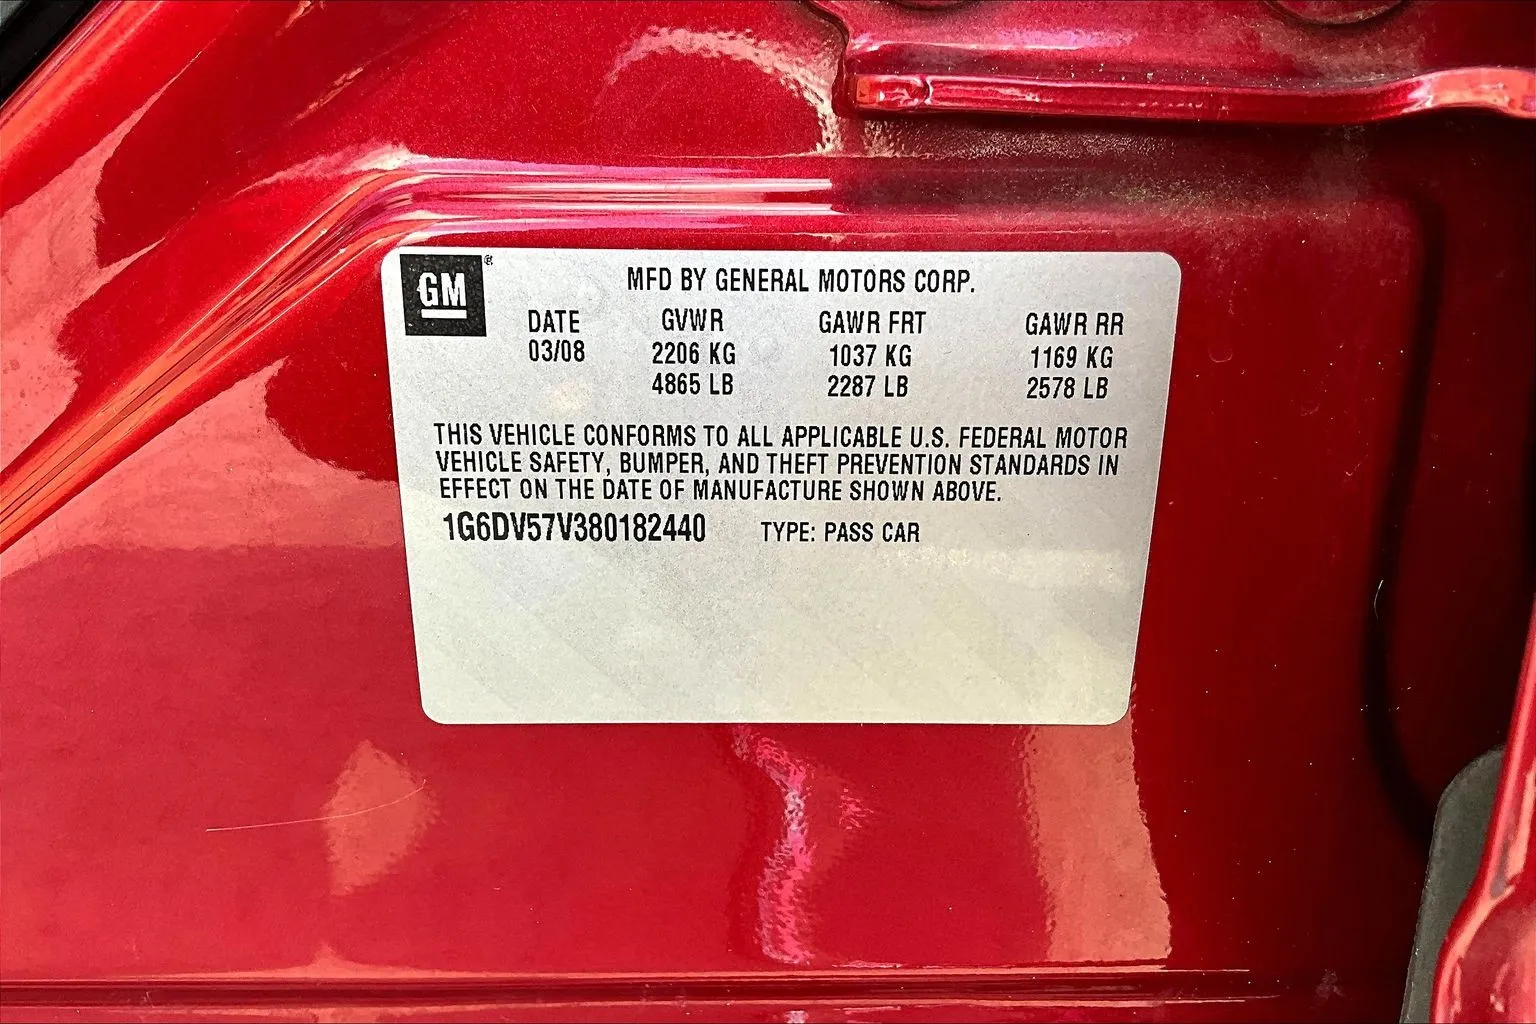 GM®
MFD BY GENERAL MOTORS CORP.
DATE GVWR GAWR FRT GAWR RR
03/08 2206 KG 1037 KG 1169 KG
4865 LB 2287 LB 2578 LB
THIS VEHICLE CONFORMS TO ALL APPLICABLE U.S. FEDERAL MOTOR
VEHICLE SAFETY, BUMPER, AND THEFT PREVENTION STANDARDS IN
EFFECT ON THE DATE OF MANUFACTURE SHOWN ABOVE.
1G6DV57V380182440 TYPE: PASS CAR